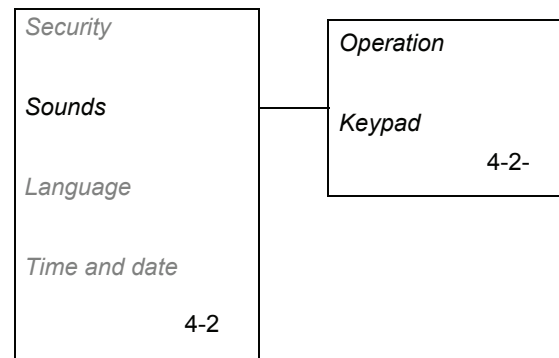 Security
Sounds
Language
Time and date
4-2
Operation
Keypad
4-2-